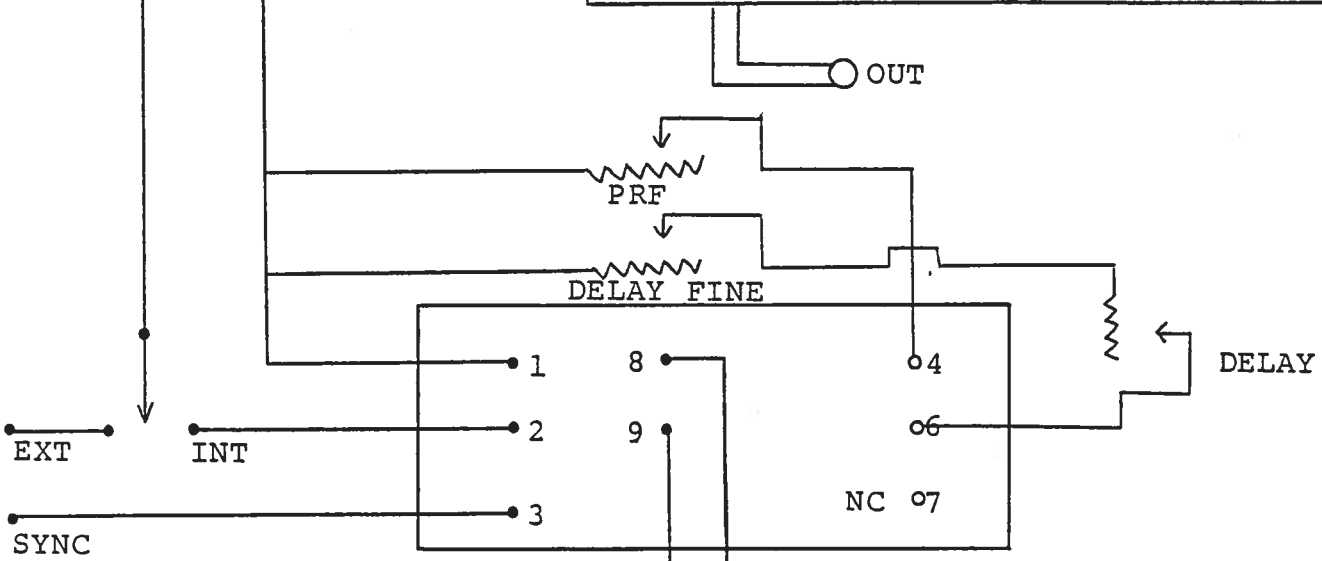 OUT
PRF
DELAY FINE
1 8 4
DELAY
2 9 6
EXT INT
NC 7
3
SYNC